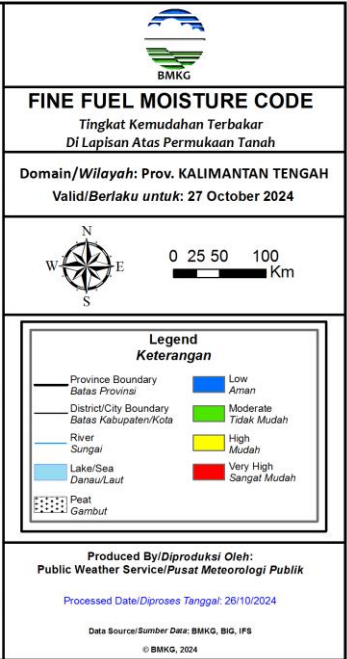 BMKG
FINE FUEL MOISTURE CODE
Tingkat Kemudahan Terbakar
Di Lapisan Atas Permukaan Tanah
Domain/Wilayah: Prov. KALIMANTAN TENGAH
Valid/Berlaku untuk: 27 October 2024
N
W E
S
0 25 50 100
Km
Legend
Keterangan
Province Boundary
Batas Provinsi
District/City Boundary
Batas Kabupaten/Kota
River
Sungai
Lake/Sea
Danau/Laut
Peat
Gambut
Low
Aman
Moderate
Tidak Mudah
High
Mudah
Very High
Sangat Mudah
Produced By/Diproduksi Oleh:
Public Weather Service/Pusat Meteorologi Publik
Processed Date/Diproses Tanggal: 26/10/2024
Data Source/Sumber Data: BMKG, BIG, IFS
© BMKG, 2024